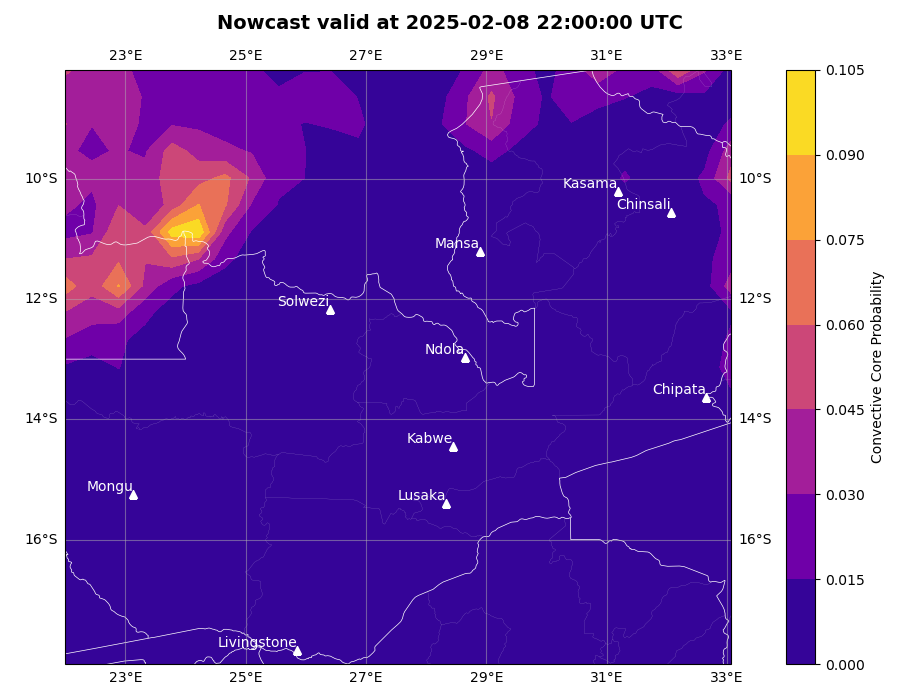 Nowcast valid at 2025-02-08 22:00:00 UTC
23°E 25°E 27°E 29°E 31°E 33°E
0.105
0.090
10°S 10°S
Kasama
Chinsali
0.075
Mansa
12°S 12°S
Solwezi
0.060
Ndola
Chipata
0.045
14°S 14°S
Kabwe
Mongu
Lusaka
0.030
16°S 16°S
0.015
Livingstone
0.000
23°E 25°E 27°E 29°E 31°E 33°E
Convective Core Probability